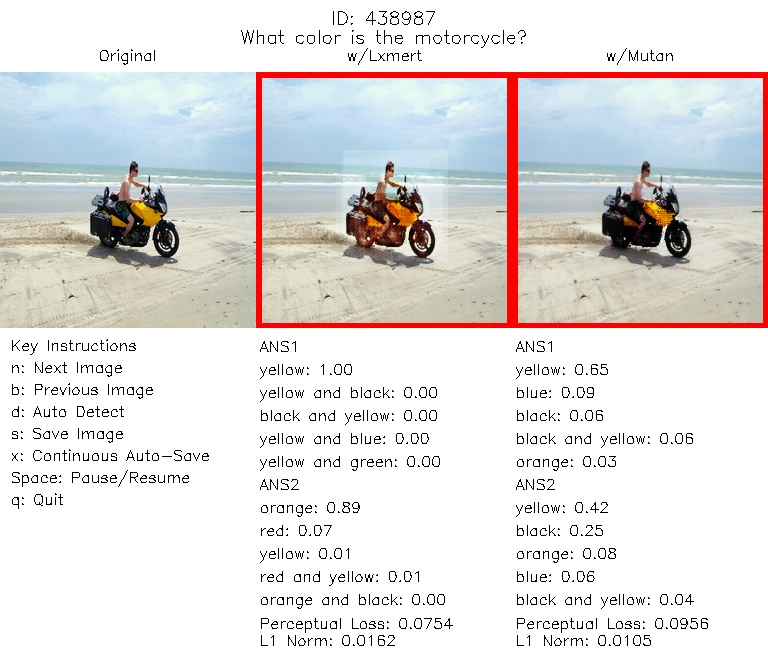 ID: 438987
What color is the motorcycle?
Original
w/Lxmert
w/Mutan
Key Instructions
n: Next Image
b: Previous Image
d: Auto Detect
s: Save Image
x: Continuous Auto-Save
Space: Pause/Resume
q: Quit
ANS1
yellow: 1.00
yellow and black: 0.00
black and yellow: 0.00
yellow and blue: 0.00
yellow and green: 0.00
ANS2
orange: 0.89
red: 0.07
yellow: 0.01
red and yellow: 0.01
orange and black: 0.00
Perceptual Loss: 0.0754
L1 Norm: 0.0162
ANS1
yellow: 0.65
blue: 0.09
black: 0.06
black and yellow: 0.06
orange: 0.03
ANS2
yellow: 0.42
black: 0.25
orange: 0.08
blue: 0.06
black and yellow: 0.04
Perceptual Loss: 0.0956
L1 Norm: 0.0105